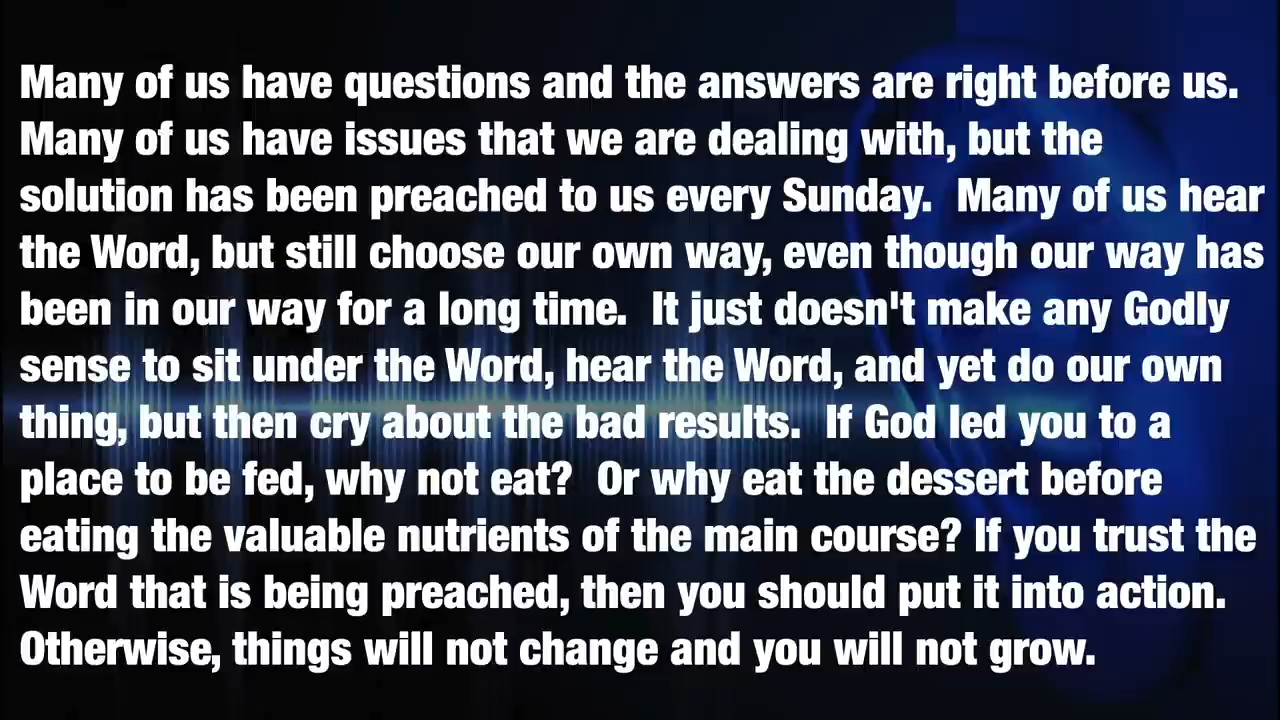 Many of us have questions and the answers are right before us.
Many of us have issues that we are dealing with, but the
solution has been preached to us every Sunday.  Many of us hear
the Word, but still choose our own way, even though our way has
been in our way for a long time.  It just doesn't make any Godly
sense to sit under the Word, hear the Word, and yet do our own
thing, but then cry about the bad results.  If God led you to a
place to be fed, why not eat?  Or why eat the dessert before
eating the valuable nutrients of the main course? If you trust the
Word that is being preached, then you should put it into action.
Otherwise, things will not change and you will not grow.